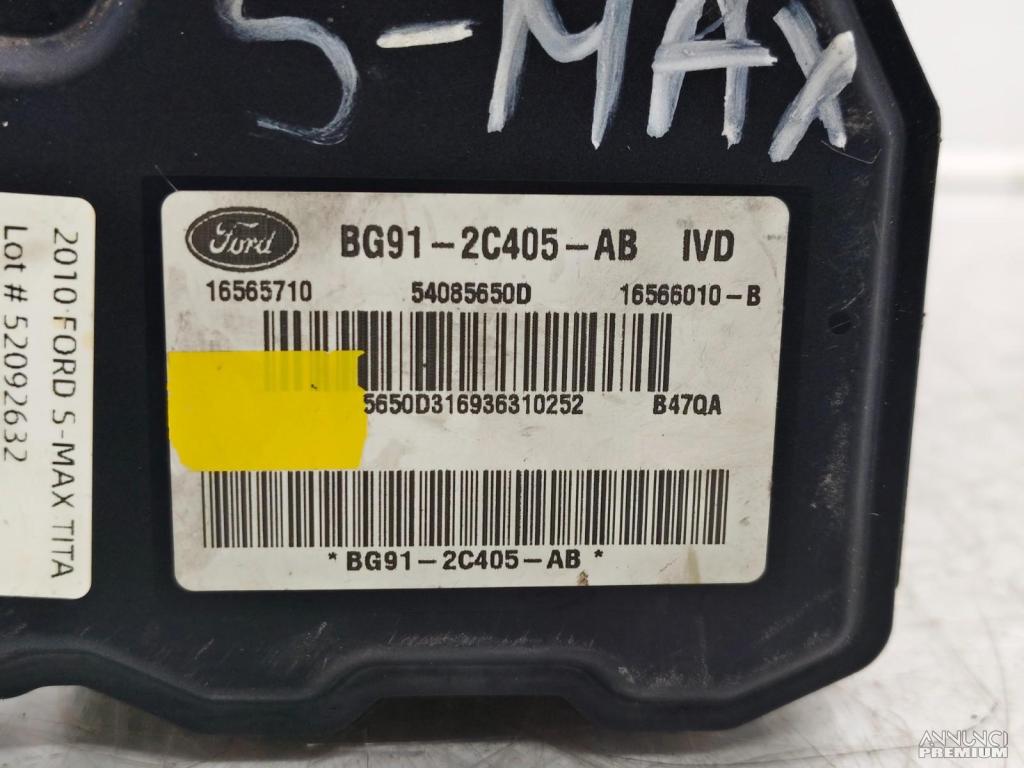 S-MAX
Ford
BG91-2C405-AB IVD
16565710 54085650D 16566010-B
5650D316936310252 B47QA
*BG91-2C405-AB*
2010 FORD S-MAX TITA
Lot # 52092632
ANNUNCI
PREMIUM